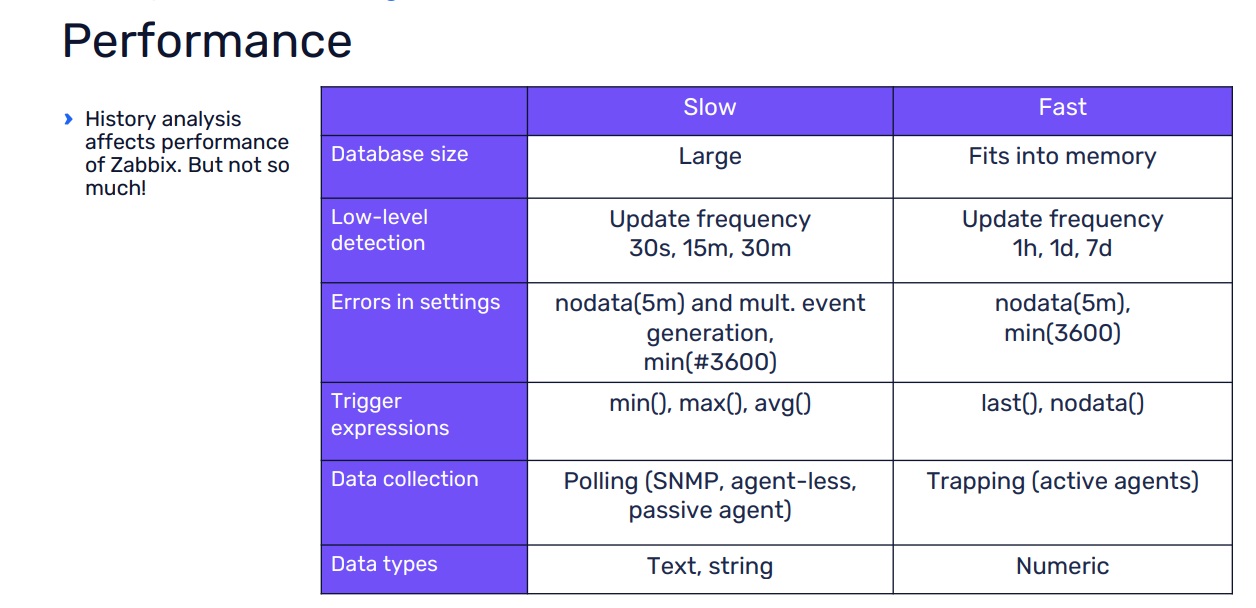 Performance
History analysis
affects performance
of Zabbix. But not so
much!
Slow
Fast
Database size
Large
Fits into memory
Low-level
detection
Update frequency
30s, 15m, 30m
Update frequency
1h, 1d, 7d
Errors in settings
nodata(5m) and mult. event
generation,
min(#3600)
nodata(5m),
min(3600)
Trigger
expressions
min(), max(), avg()
last(), nodata()
Data collection
Polling (SNMP, agent-less,
passive agent)
Trapping (active agents)
Data types
Text, string
Numeric